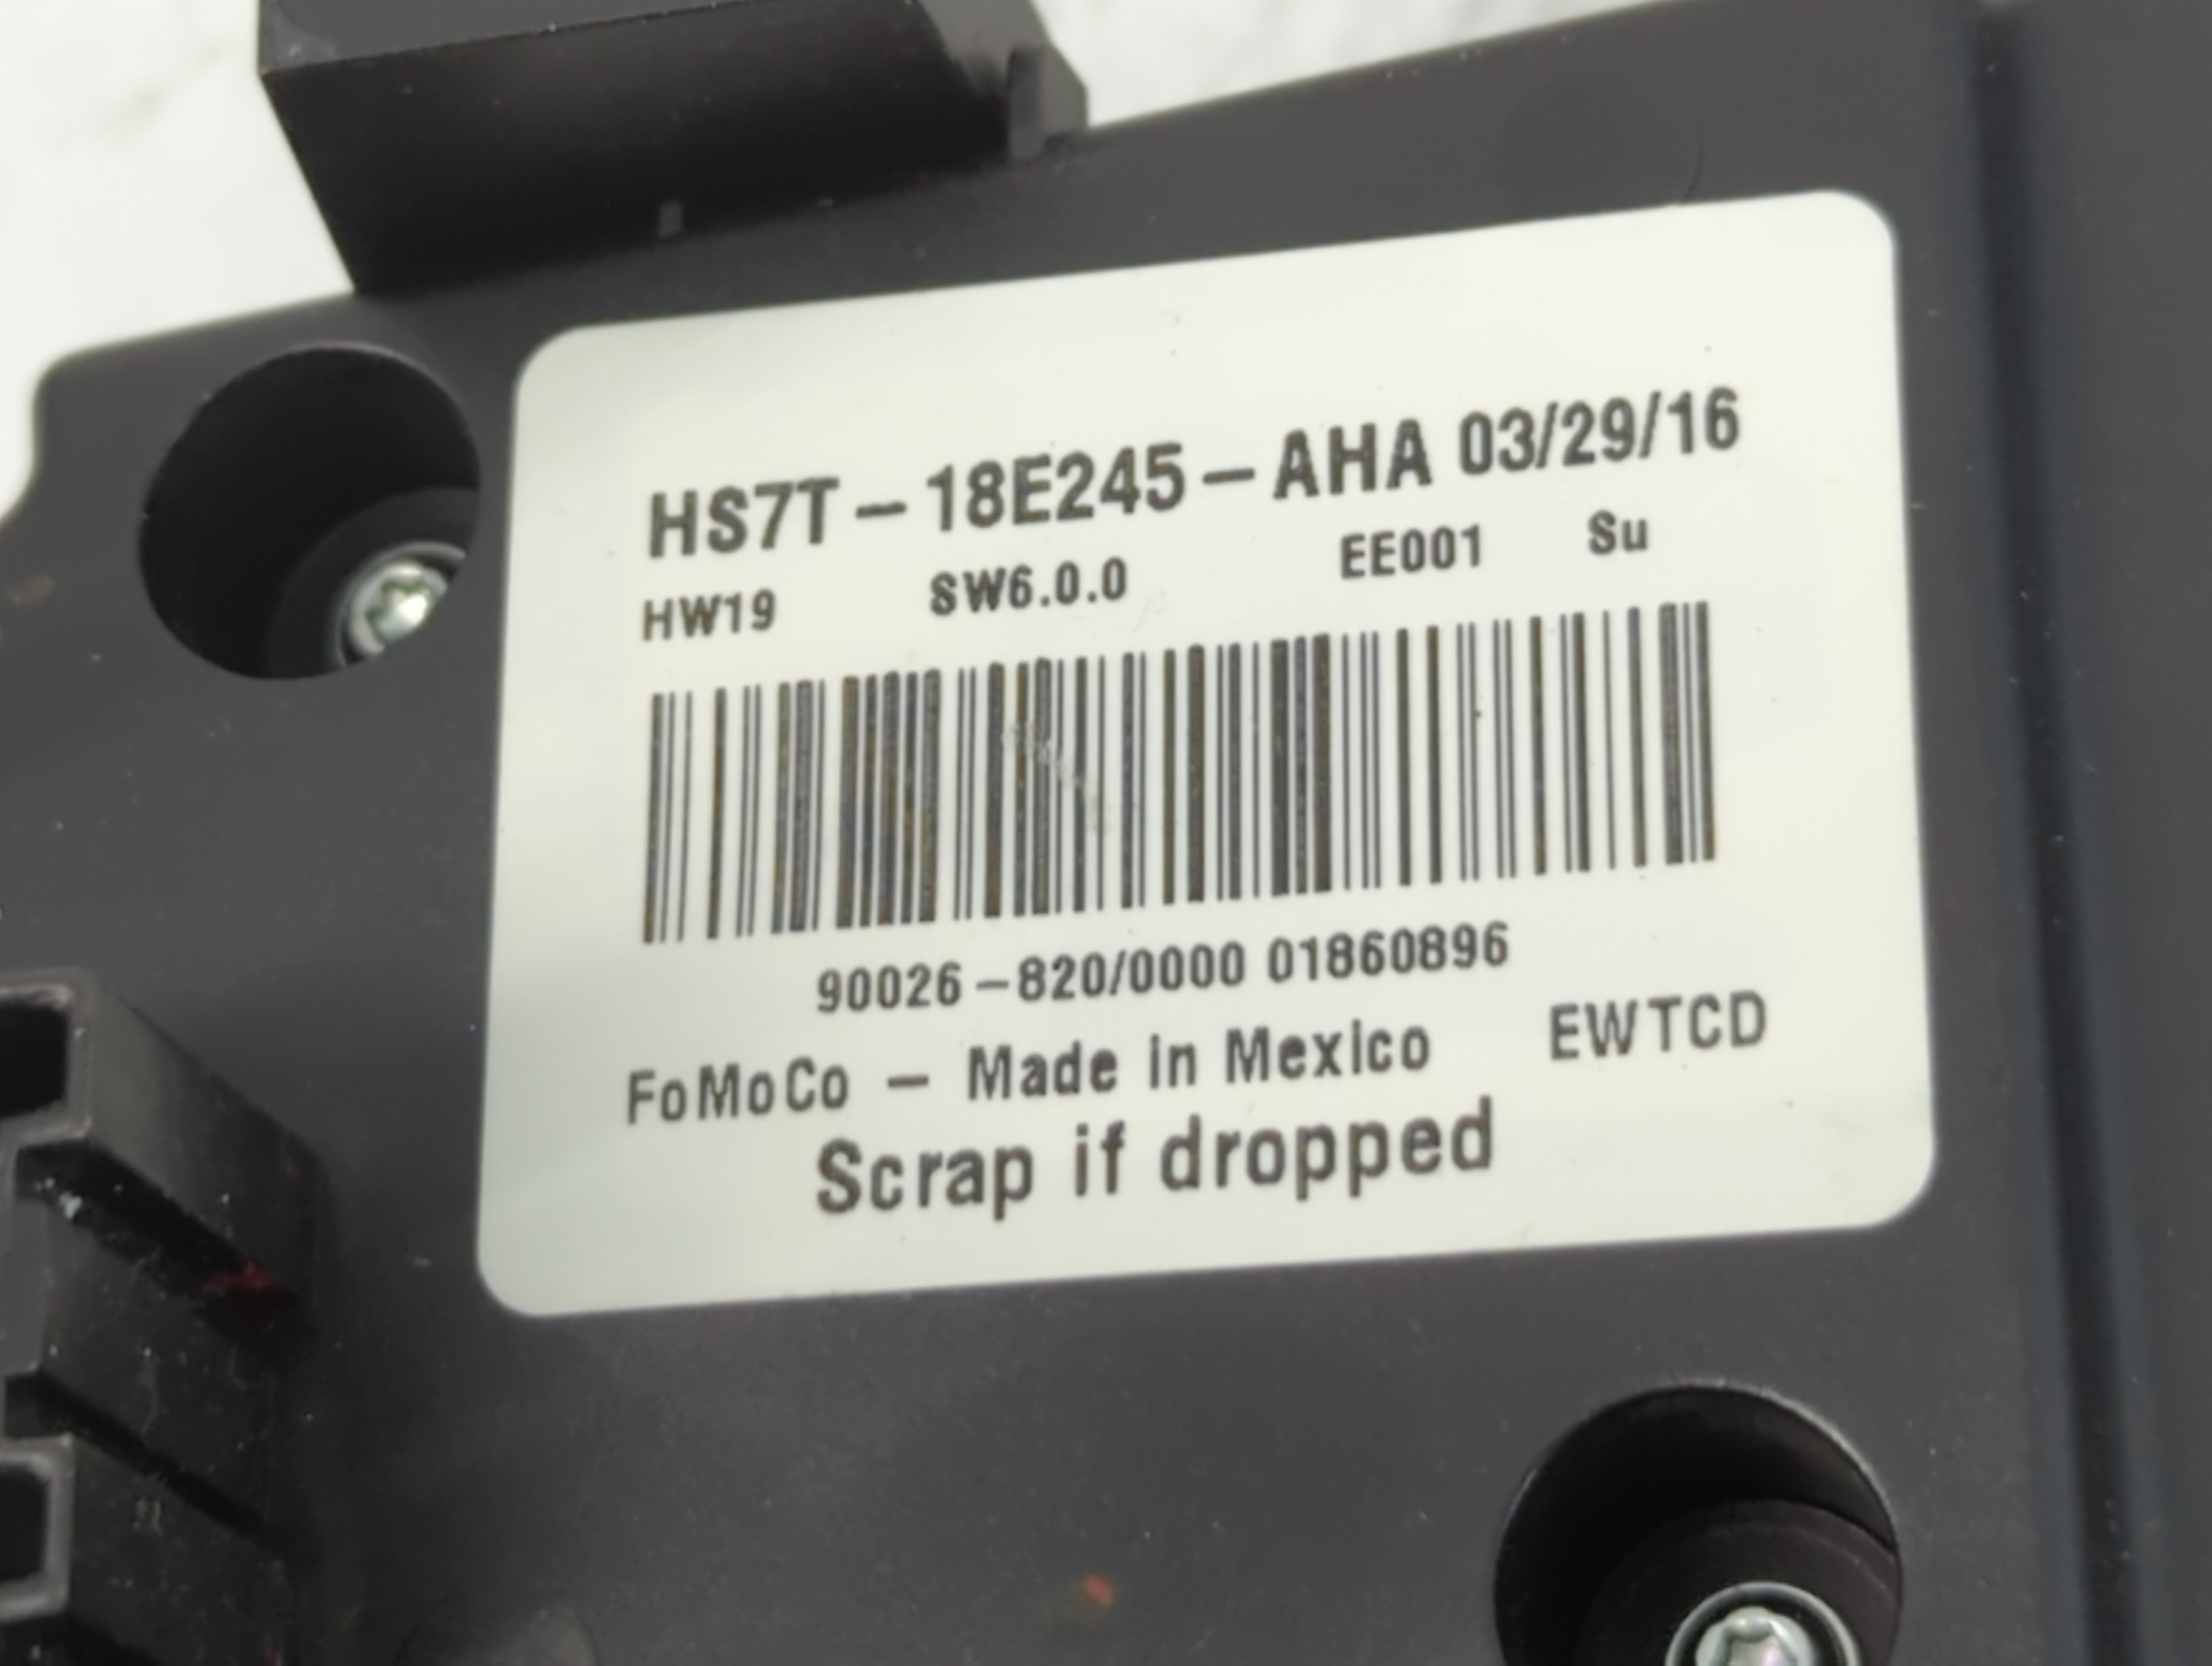 HS7T-18E245-AHA 03/29/16
HW19 SW6.0.0 EE001 Su
90026-820/0000 01860896
FoMoCo - Made in Mexico EWTCD
Scrap if dropped